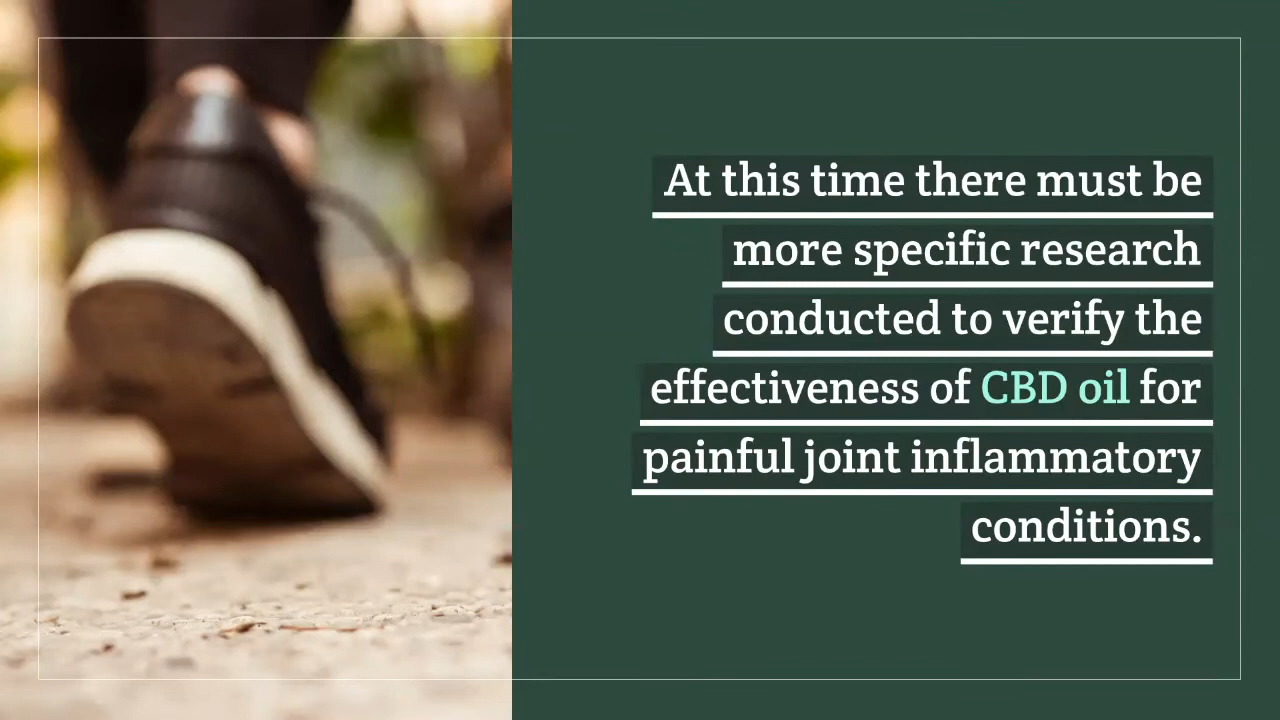 At this time there must be
more specific research
conducted to verify the
effectiveness of CBD oil for
painful joint inflammatory
conditions.